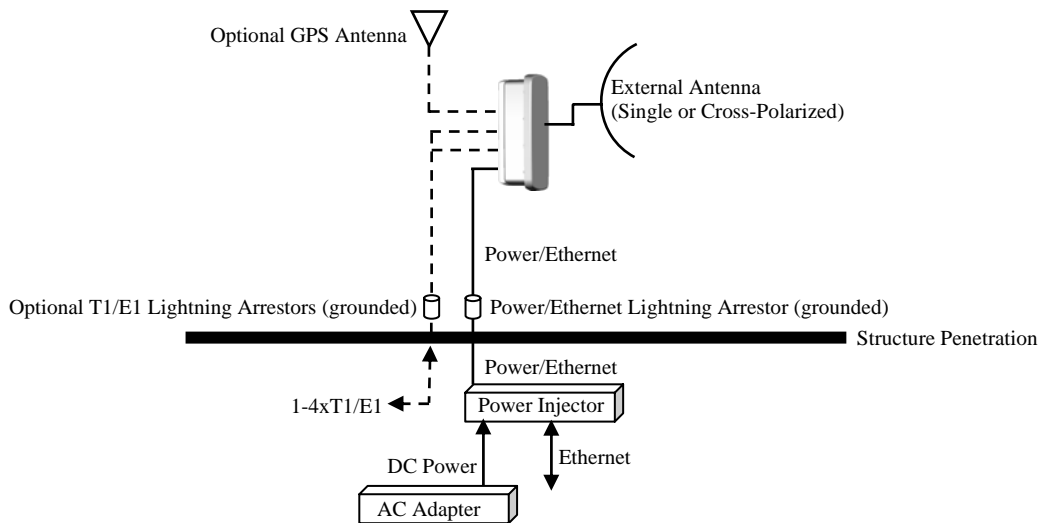 Optional GPS Antenna
External Antenna
(Single or Cross-Polarized)
Power/Ethernet
Optional T1/E1 Lightning Arrestors (grounded)
Power/Ethernet Lightning Arrestor (grounded)
Structure Penetration
Power/Ethernet
1-4xT1/E1
Power Injector
DC Power
Ethernet
AC Adapter